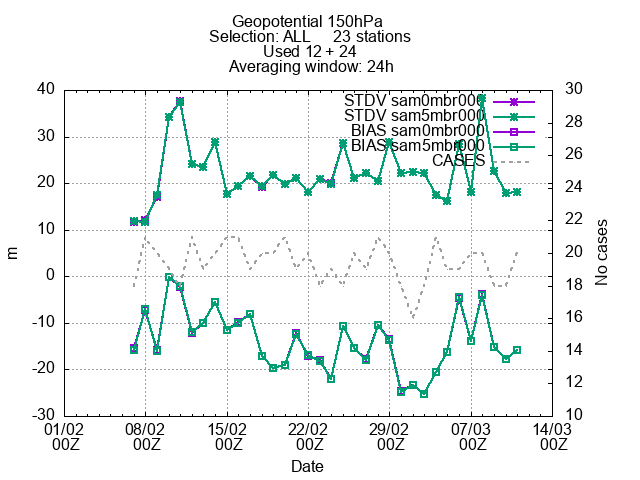 Geopotential 150hPa
Selection: ALL 23 stations
Used 12 + 24
Averaging window: 24h
STDV sam0mbr000
STDV sam5mbr000
BIAS sam0mbr000
BIAS sam5mbr000
CASES
40
30
20
10
0
-10
-20
-30
m
30
28
26
24
22
20
18
16
14
12
10
No cases
01/02 08/02 15/02 22/02 29/02 07/03 14/03
00Z 00Z 00Z 00Z 00Z 00Z 00Z
Date